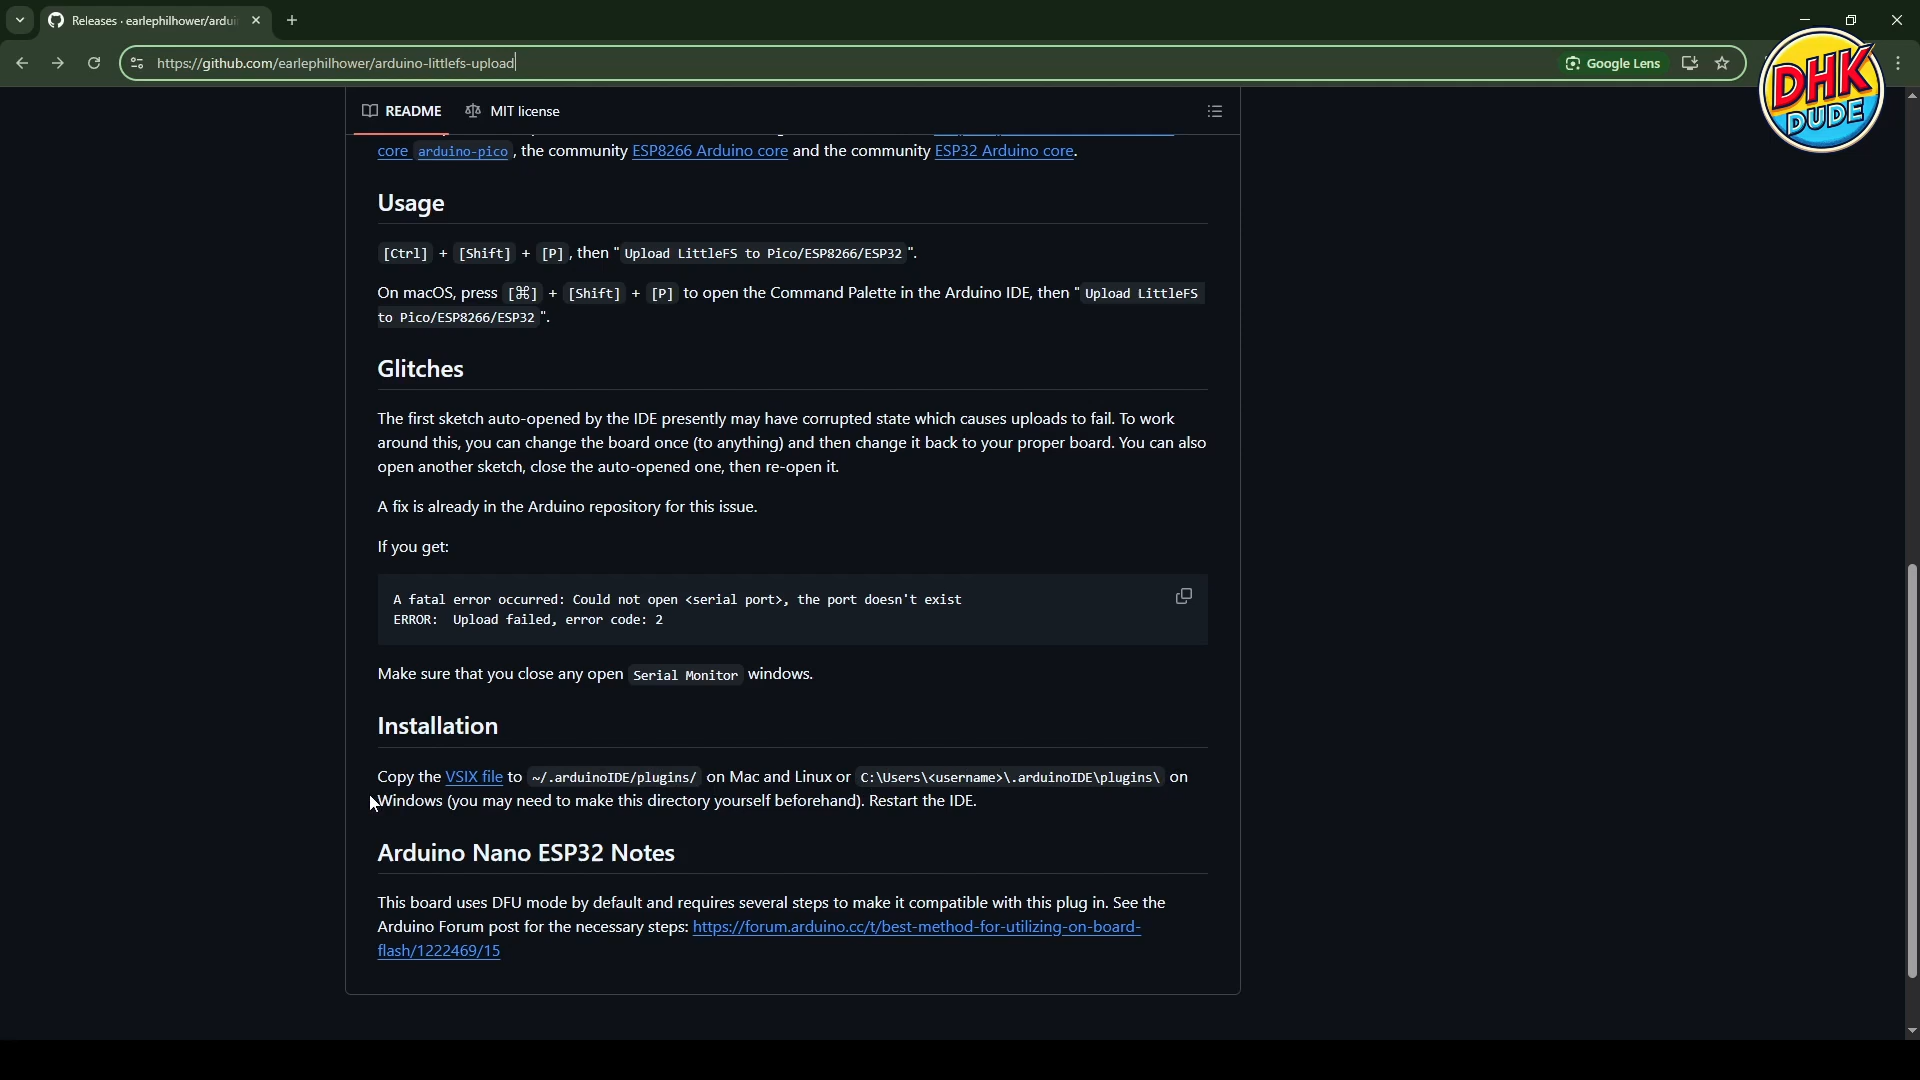 Releases · earlephilhower/ardui
https://github.com/earlephilhower/arduino-littlefs-upload
Google Lens
DHK
DUDE
README
MIT license
core arduino-pico, the community ESP8266 Arduino core and the community ESP32 Arduino core.
Usage
[Ctrl] + [Shift] + [P], then "Upload LittleFS to Pico/ESP8266/ESP32".
On macOS, press [⌘] + [Shift] + [P] to open the Command Palette in the Arduino IDE, then "Upload LittleFS
to Pico/ESP8266/ESP32".
Glitches
The first sketch auto-opened by the IDE presently may have corrupted state which causes uploads to fail. To work
around this, you can change the board once (to anything) and then change it back to your proper board. You can also
open another sketch, close the auto-opened one, then re-open it.
A fix is already in the Arduino repository for this issue.
If you get:
A fatal error occurred: Could not open <serial port>, the port doesn't exist
ERROR:  Upload failed, error code: 2
Make sure that you close any open Serial Monitor windows.
Installation
Copy the VSIX file to ~/.arduinoIDE/plugins/ on Mac and Linux or C:\Users\<username>\.arduinoIDE\plugins\ on
Windows (you may need to make this directory yourself beforehand). Restart the IDE.
Arduino Nano ESP32 Notes
This board uses DFU mode by default and requires several steps to make it compatible with this plug in. See the
Arduino Forum post for the necessary steps: https://forum.arduino.cc/t/best-method-for-utilizing-on-board-
flash/1222469/15